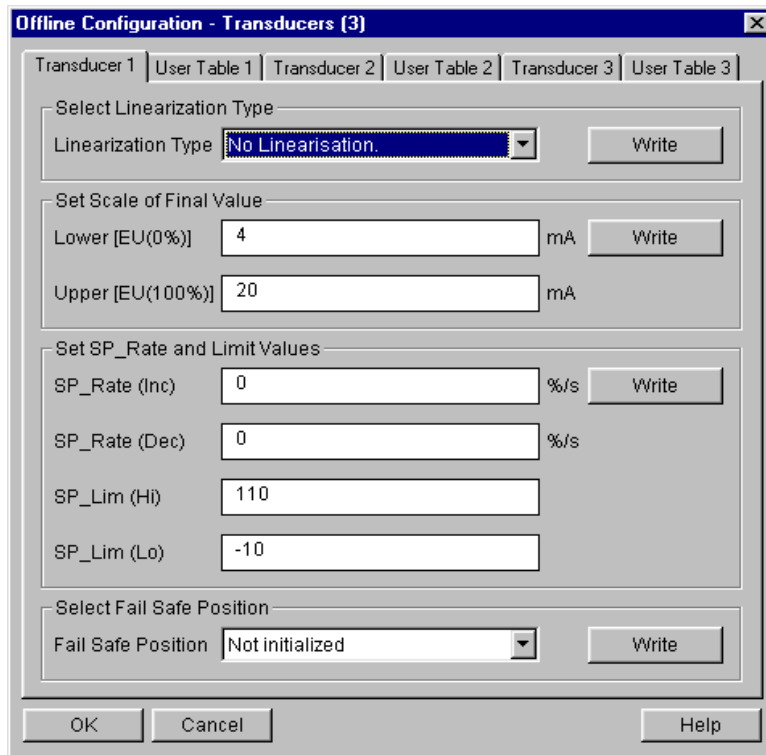 Offline Configuration - Transducers (3)
Transducer 1 User Table 1 Transducer 2 User Table 2 Transducer 3 User Table 3
Select Linearization Type
Linearization Type No Linearisation. Write
Set Scale of Final Value
Lower [EU(0%)] 4 mA Write
Upper [EU(100%)] 20 mA
Set SP_Rate and Limit Values
SP_Rate (Inc) 0 %/s Write
SP_Rate (Dec) 0 %/s
SP_Lim (Hi) 110
SP_Lim (Lo) -10
Select Fail Safe Position
Fail Safe Position Not initialized Write
OK Cancel Help